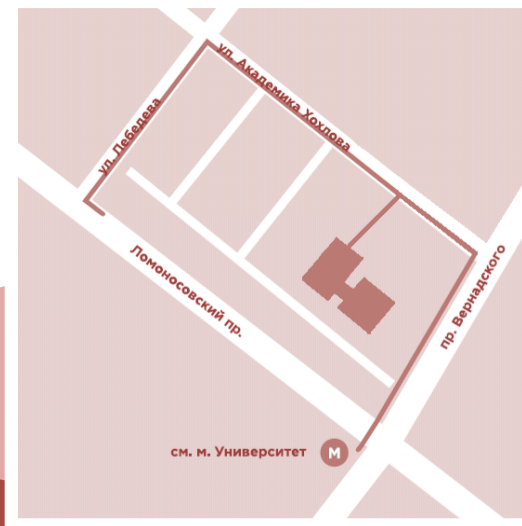 ул. Академика Хохлова
ул. Лебедева
Ломоносовский пр.
пр. Вернадского
см. м. Университет
М